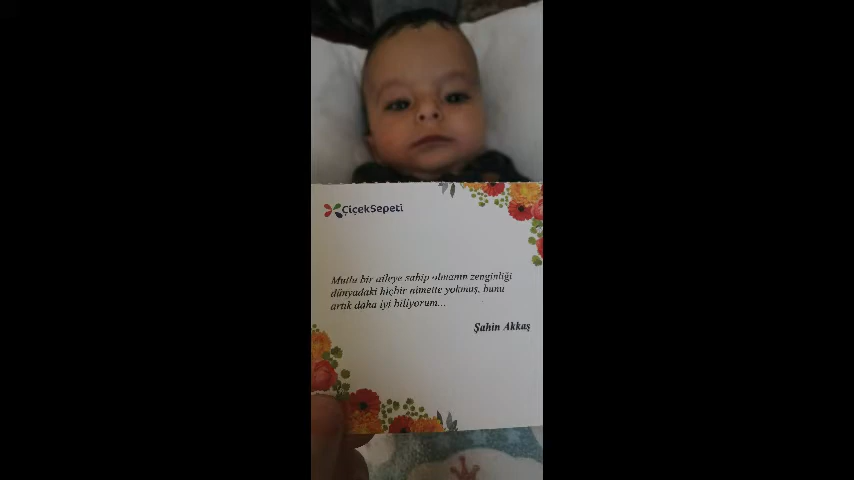 ÇiçekSepeti
Mutlu bir aileye sahip olmanın zenginliği
dünyadaki hiçbir nimette yokmuş, bunu
artık daha iyi biliyorum...
Şahin Akkaş